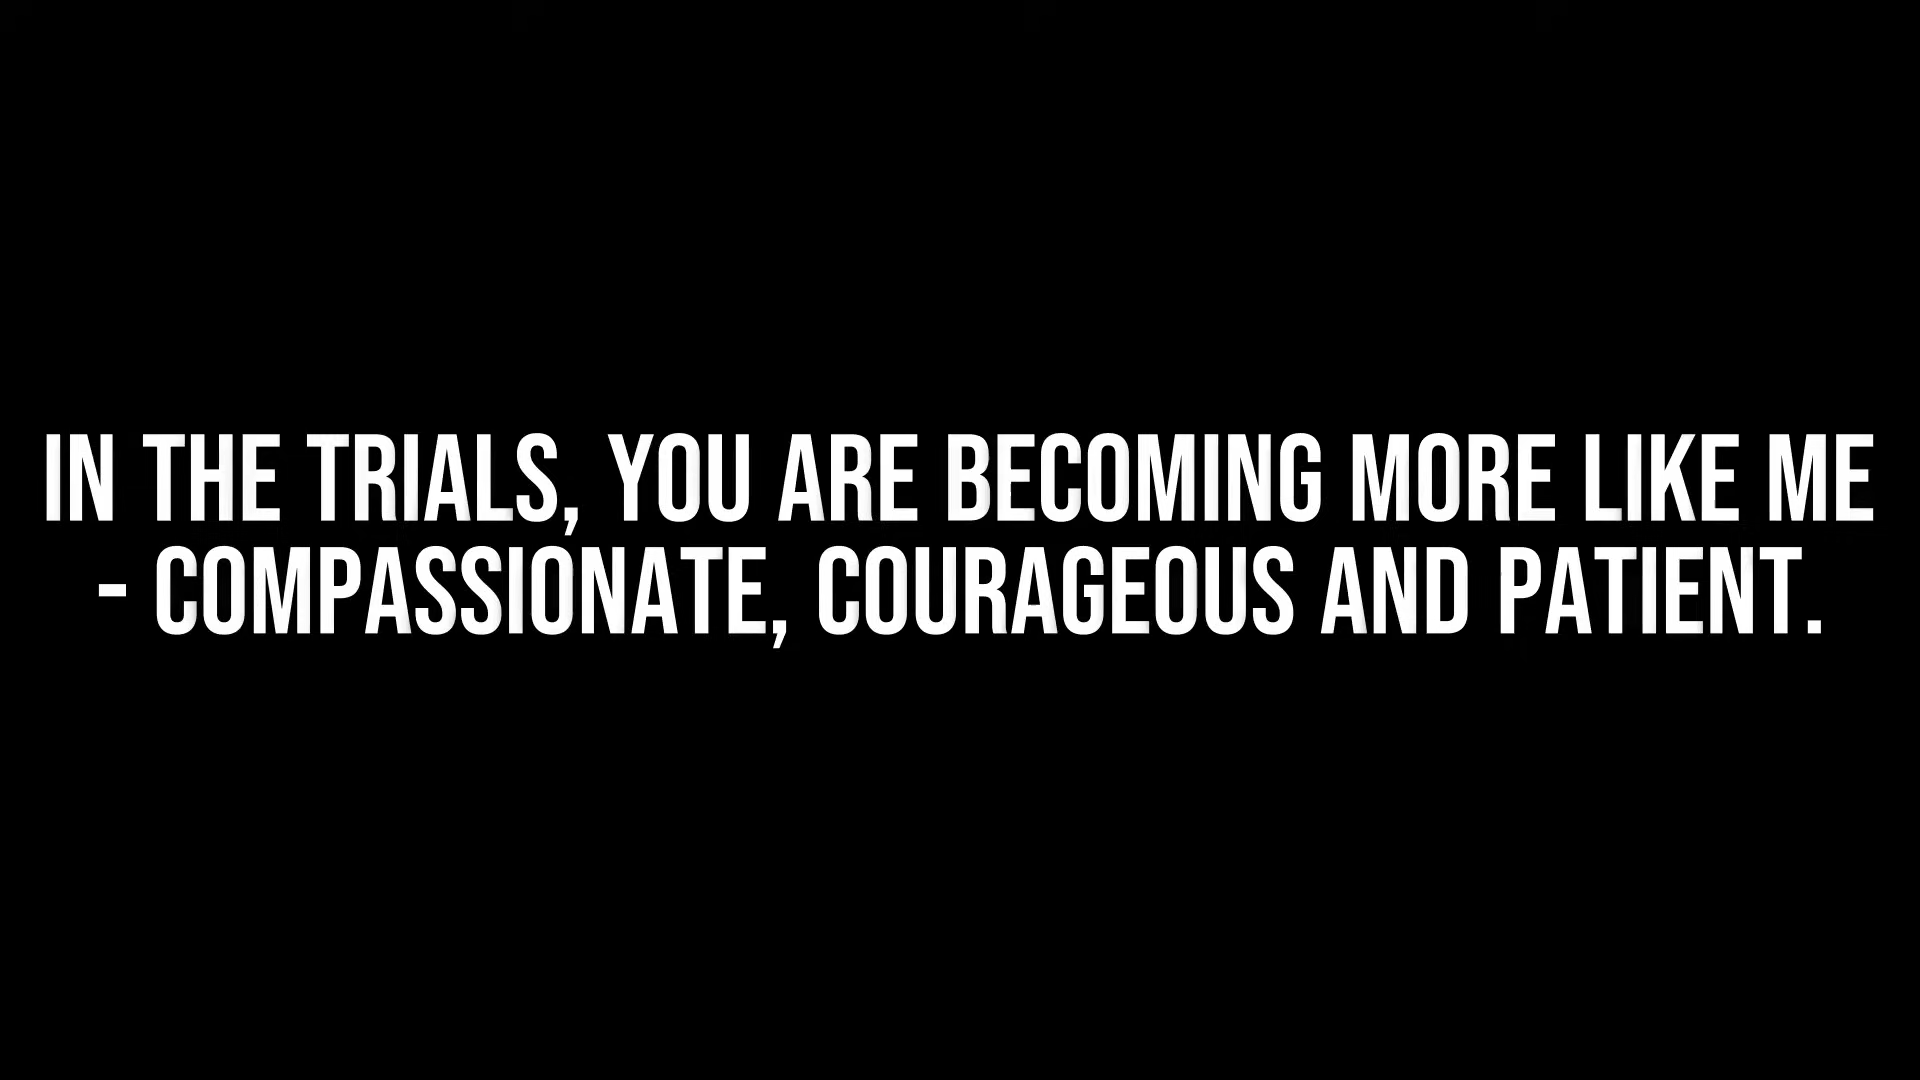 IN THE TRIALS, YOU ARE BECOMING MORE LIKE ME
- COMPASSIONATE, COURAGEOUS AND PATIENT.